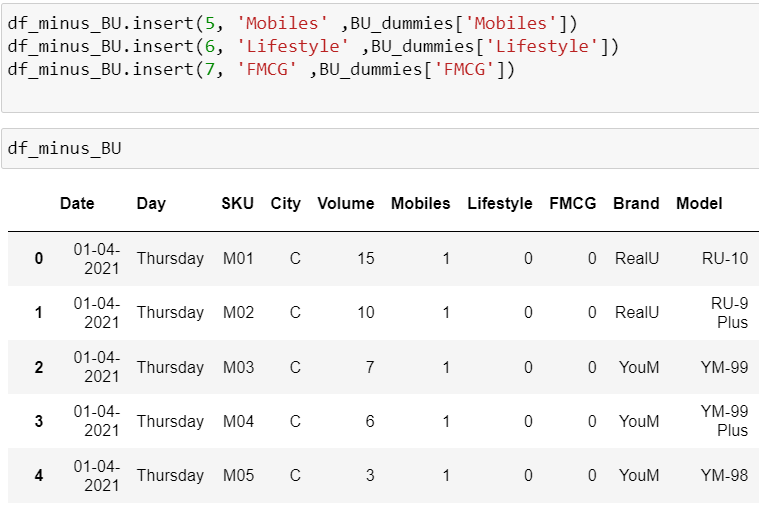 df_minus_BU.insert(5, 'Mobiles' ,BU_dummies['Mobiles'])
df_minus_BU.insert(6, 'Lifestyle' ,BU_dummies['Lifestyle'])
df_minus_BU.insert(7, 'FMCG' ,BU_dummies['FMCG'])
df_minus_BU
Date Day SKU City Volume Mobiles Lifestyle FMCG Brand Model
0 01-04-2021 Thursday M01 C 15 1 0 0 RealU RU-10
1 01-04-2021 Thursday M02 C 10 1 0 0 RealU RU-9 Plus
2 01-04-2021 Thursday M03 C 7 1 0 0 YouM YM-99
3 01-04-2021 Thursday M04 C 6 1 0 0 YouM YM-99 Plus
4 01-04-2021 Thursday M05 C 3 1 0 0 YouM YM-98